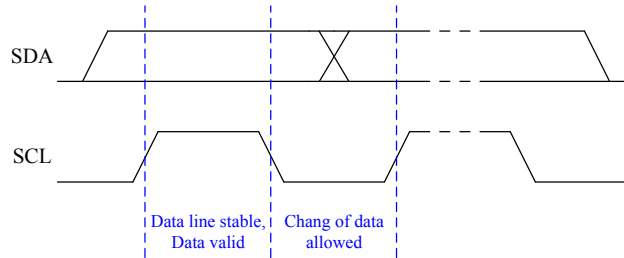 SDA
SCL
Data line stable,
Data valid
Chang of data
allowed